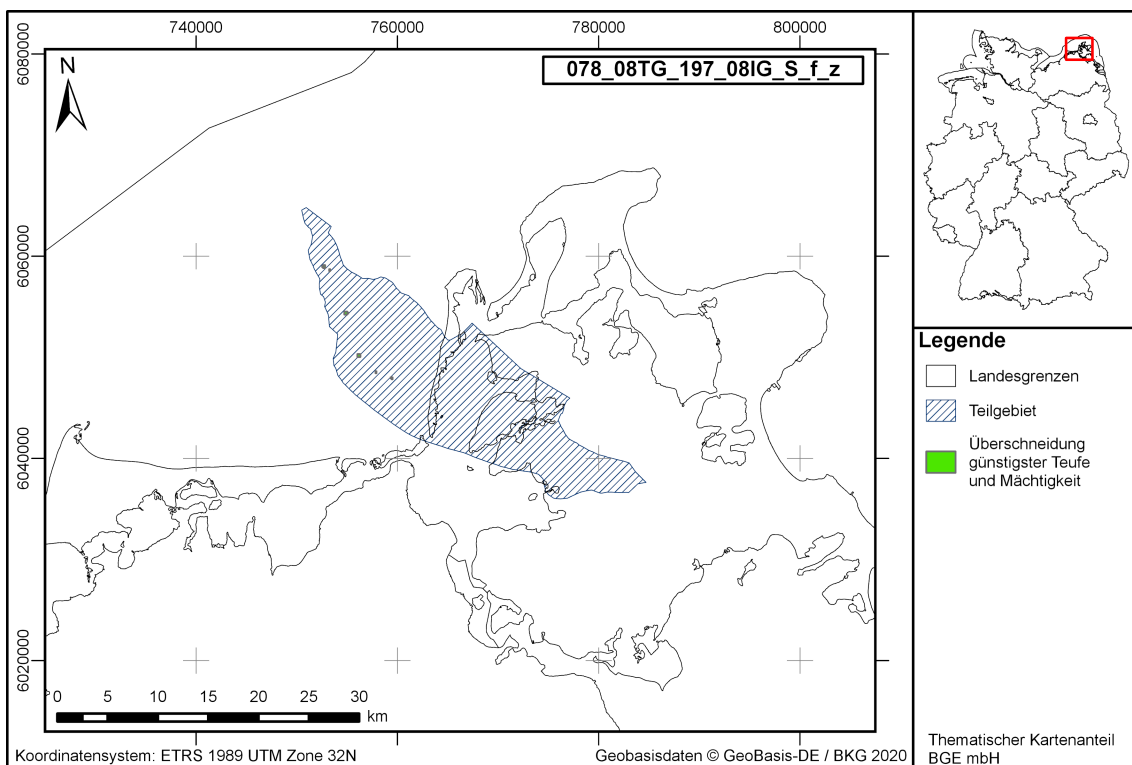 740000
760000
780000
800000
6080000
6060000
6040000
6020000
078_08TG_197_08IG_S_f_z
N
0 5 10 15 20 25 30
km
Koordinatensystem: ETRS 1989 UTM Zone 32N
Geobasisdaten © GeoBasis-DE / BKG 2020
Legende
Landesgrenzen
Teilgebiet
Überschneidung
günstigster Teufe
und Mächtigkeit
Thematischer Kartenanteil
BGE mbH